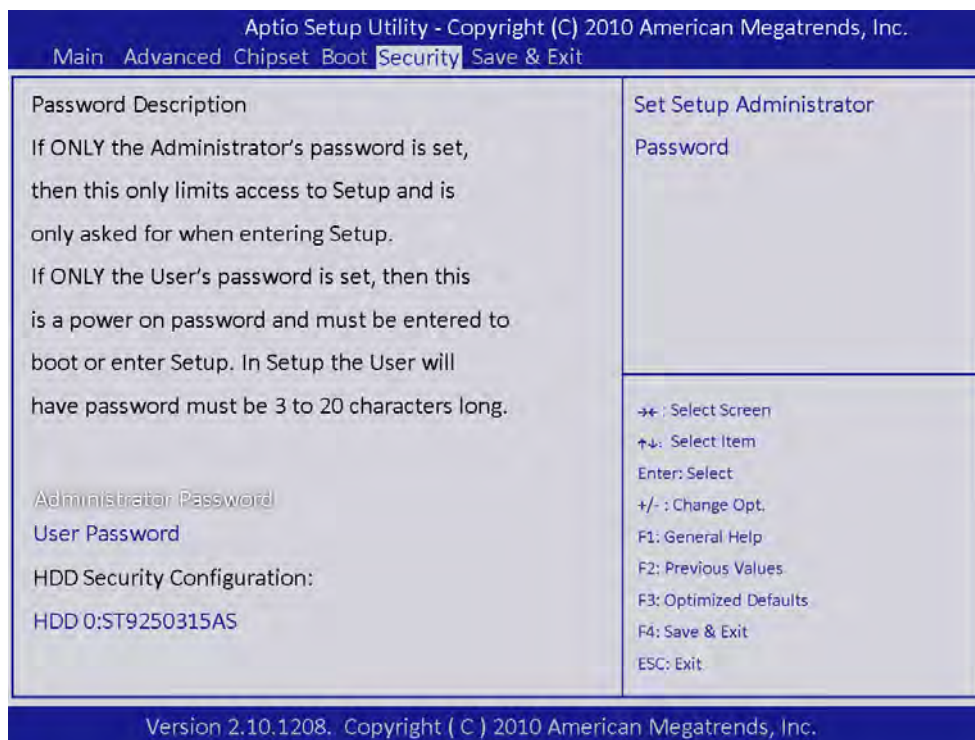 Aptio Setup Utility - Copyright (C) 2010 American Megatrends, Inc.
Main Advanced Chipset Boot Security Save & Exit
Password Description
If ONLY the Administrator's password is set,
then this only limits access to Setup and is
only asked for when entering Setup.
If ONLY the User's password is set, then this
is a power on password and must be entered to
boot or enter Setup. In Setup the User will
have password must be 3 to 20 characters long.
Administrator Password
User Password
HDD Security Configuration:
HDD 0:ST9250315AS
Set Setup Administrator
Password
→←: Select Screen
↑↓: Select Item
Enter: Select
+/- : Change Opt.
F1: General Help
F2: Previous Values
F3: Optimized Defaults
F4: Save & Exit
ESC: Exit
Version 2.10.1208. Copyright ( C ) 2010 American Megatrends, Inc.